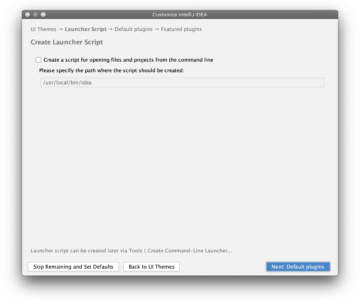 Customize IntelliJ IDEA
UI Themes → Launcher Script → Default plugins → Featured plugins
Create Launcher Script
Create a script for opening files and projects from the command line
Please specify the path where the script should be created:
/usr/local/bin/idea
Launcher script can be created later via Tools | Create Command-Line Launcher...
Skip Remaining and Set Defaults
Back to UI Themes
Next: Default plugins